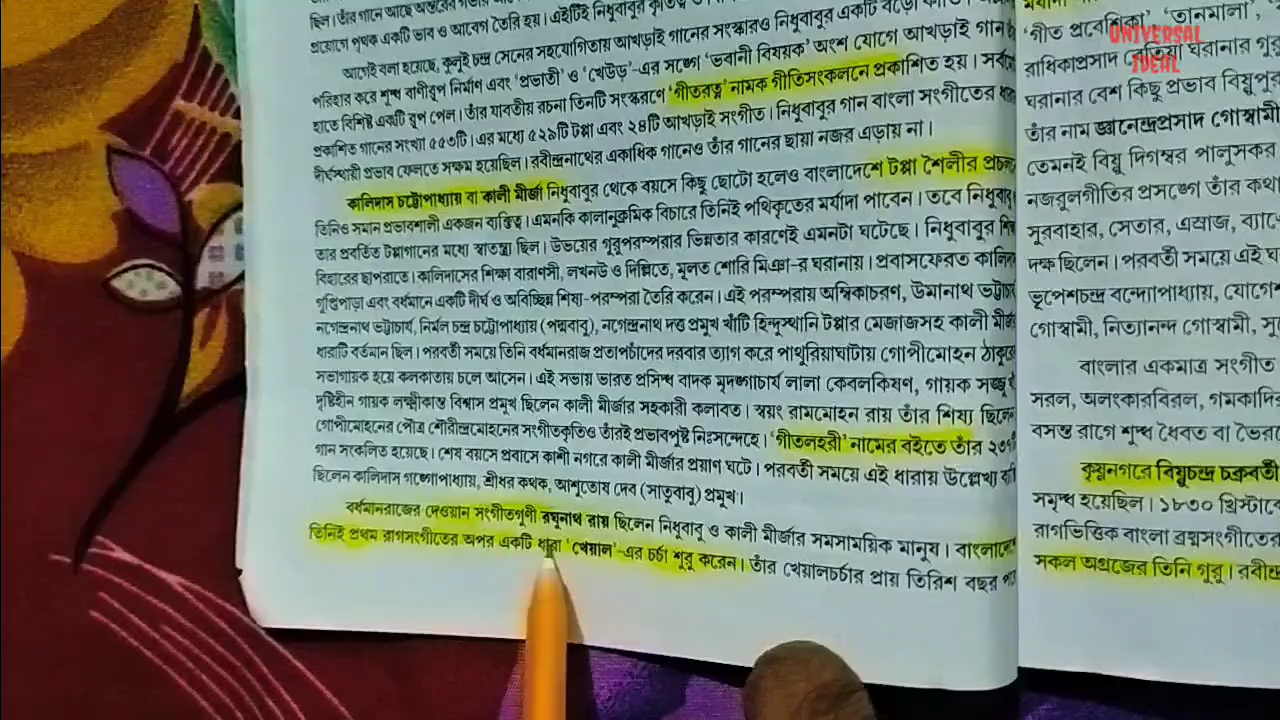 ছিল। তাঁর গানে আছে অন্তরের
প্রয়োগে পৃথক একটি ভাব ও আবেগ তৈরি হয়। এইটিই নিধুবাবুর
আগেই বলা হয়েছে, কুলুই চন্দ্র সেনের সহযোগিতায় আখড়াই গানের সংস্কারও নিধুবাবুর একটি বড়ো
পরিহার করে শুদ্ধ বাণীরূপ নির্মাণ এবং 'প্রভাতী' ও 'খেউড়'-এর সঙ্গে 'ভবানী বিষয়ক' অংশ যোগে আখড়াই গান
হাতে বিশিষ্ট একটি রূপ পেল। তাঁর যাবতীয় রচনা তিনটি সংস্করণে 'গীতরত্ন' নামক গীতিসংকলনে প্রকাশিত হয়।
প্রকাশিত গানের সংখ্যা ৫৫৩টি। এর মধ্যে ৫২৯টি টপ্পা এবং ২৪টি আখড়াই সংগীত। নিধুবাবুর গান বাংলা সংগীতের
দীর্ঘস্থায়ী প্রভাব ফেলতে সক্ষম হয়েছিল। রবীন্দ্রনাথের একাধিক গানেও তাঁর গানের ছায়া নজর এড়ায় না।
কালিদাস চট্টোপাধ্যায় বা কালী মীর্জা নিধুবাবুর থেকে বয়সে কিছু ছোটো হলেও বাংলাদেশে টপ্পা শৈলীর
তিনিও সমান প্রভাবশালী একজন ব্যক্তিত্ব। এমনকি কালানুক্রমিক বিচারে তিনিই পথিকৃতের মর্যাদা পাবেন। তবে নিধুবাবু
তার প্রবর্তিত টপ্পাগানের মধ্যে স্বাতন্ত্র্য ছিল। উভয়ের গুরুপরম্পরার ভিন্নতার কারণেই এমনটা ঘটেছে। নিধুবাবুর
বিহারের ছাপরাতে। কালিদাসের শিক্ষা বারাণসী, লখনউ ও দিল্লিতে, মূলত শোরি মিঞা-র ঘরানায়। প্রবাসফেরত
গুপ্তিপাড়া এবং বর্ধমানে একটি দীর্ঘ ও অবিচ্ছিন্ন শিষ্য-পরম্পরা তৈরি করেন। এই পরম্পরায় অম্বিকাচরণ, উমানাথ
নগেন্দ্রনাথ ভট্টাচার্য, নির্মল চন্দ্র চট্টোপাধ্যায় (পদ্মবাবু), নগেন্দ্রনাথ দত্ত প্রমুখ খাঁটি হিন্দুস্থানি টপ্পার মেজাজসহ কালী
ধারাটি বর্তমান ছিল। পরবর্তী সময়ে তিনি বর্ধমানরাজ প্রতাপচাঁদের দরবার ত্যাগ করে পাথুরিয়াঘাটায় গোপীমোহন
সভাগায়ক হয়ে কলকাতায় চলে আসেন। এই সভায় ভারত প্রসিদ্ধ বাদক মৃদঙ্গাচার্য লালা কেবলকিষণ, গায়ক
দৃষ্টিহীন গায়ক লক্ষ্মীকান্ত বিশ্বাস প্রমুখ ছিলেন কালী মীর্জার সহকারী কলাবত। স্বয়ং রামমোহন রায় তাঁর শিষ্য
গোপীমোহনের পৌত্র শৌরীন্দ্রমোহনের সংগীতকৃতিও তাঁরই প্রভাবপুষ্ট নিঃসন্দেহে। 'গীতলহরী' নামের বইতে তাঁর
গান সংকলিত হয়েছে। শেষ বয়সে প্রবাসে কাশী নগরে কালী মীর্জার প্রয়াণ ঘটে। পরবর্তী সময়ে এই ধারায় উল্লেখ্য
ছিলেন কালিদাস গঙ্গোপাধ্যায়, শ্রীধর কথক, আশুতোষ দেব (সাতুবাবু) প্রমুখ।
বর্ধমানরাজের দেওয়ান সংগীতগুণী রঘুনাথ রায় ছিলেন নিধুবাবু ও কালী মীর্জার সমসাময়িক মানুষ।
তিনিই প্রথম রাগসংগীতের অপর একটি ধারা 'খেয়াল'-এর চর্চা শুরু করেন। তাঁর খেয়ালচর্চার প্রায় তিরিশ বছর
'গীত প্রবেশিকা', 'তানমালা',
রাধিকাপ্রসাদ বেতিয়া ঘরানার
ঘরানার বেশ কিছু প্রভাব
তাঁর নাম জ্ঞানেন্দ্রপ্রসাদ গোস্বামী
তেমনই বিষ্ণু দিগম্বর পালুসকর
নজরুলগীতির প্রসঙ্গে তাঁর কথা
সুরবাহার, সেতার, এস্রাজ,
দক্ষ ছিলেন। পরবর্তী সময়ে এই
ভূপেশচন্দ্র বন্দ্যোপাধ্যায়,
গোস্বামী, নিত্যানন্দ গোস্বামী,
বাংলার একমাত্র সংগীত
সরল, অলংকারবিরল,
বসন্ত রাগে শুদ্ধ ধৈবত বা
কৃষ্ণনগরে বিষ্ণুচন্দ্র চক্রবর্তী
সমৃদ্ধ হয়েছিল। ১৮৩০
রাগভিত্তিক বাংলা ব্রহ্মসংগীতের
সকল অগ্রজের তিনি গুরু।
UNIVERSAL
IDEAL